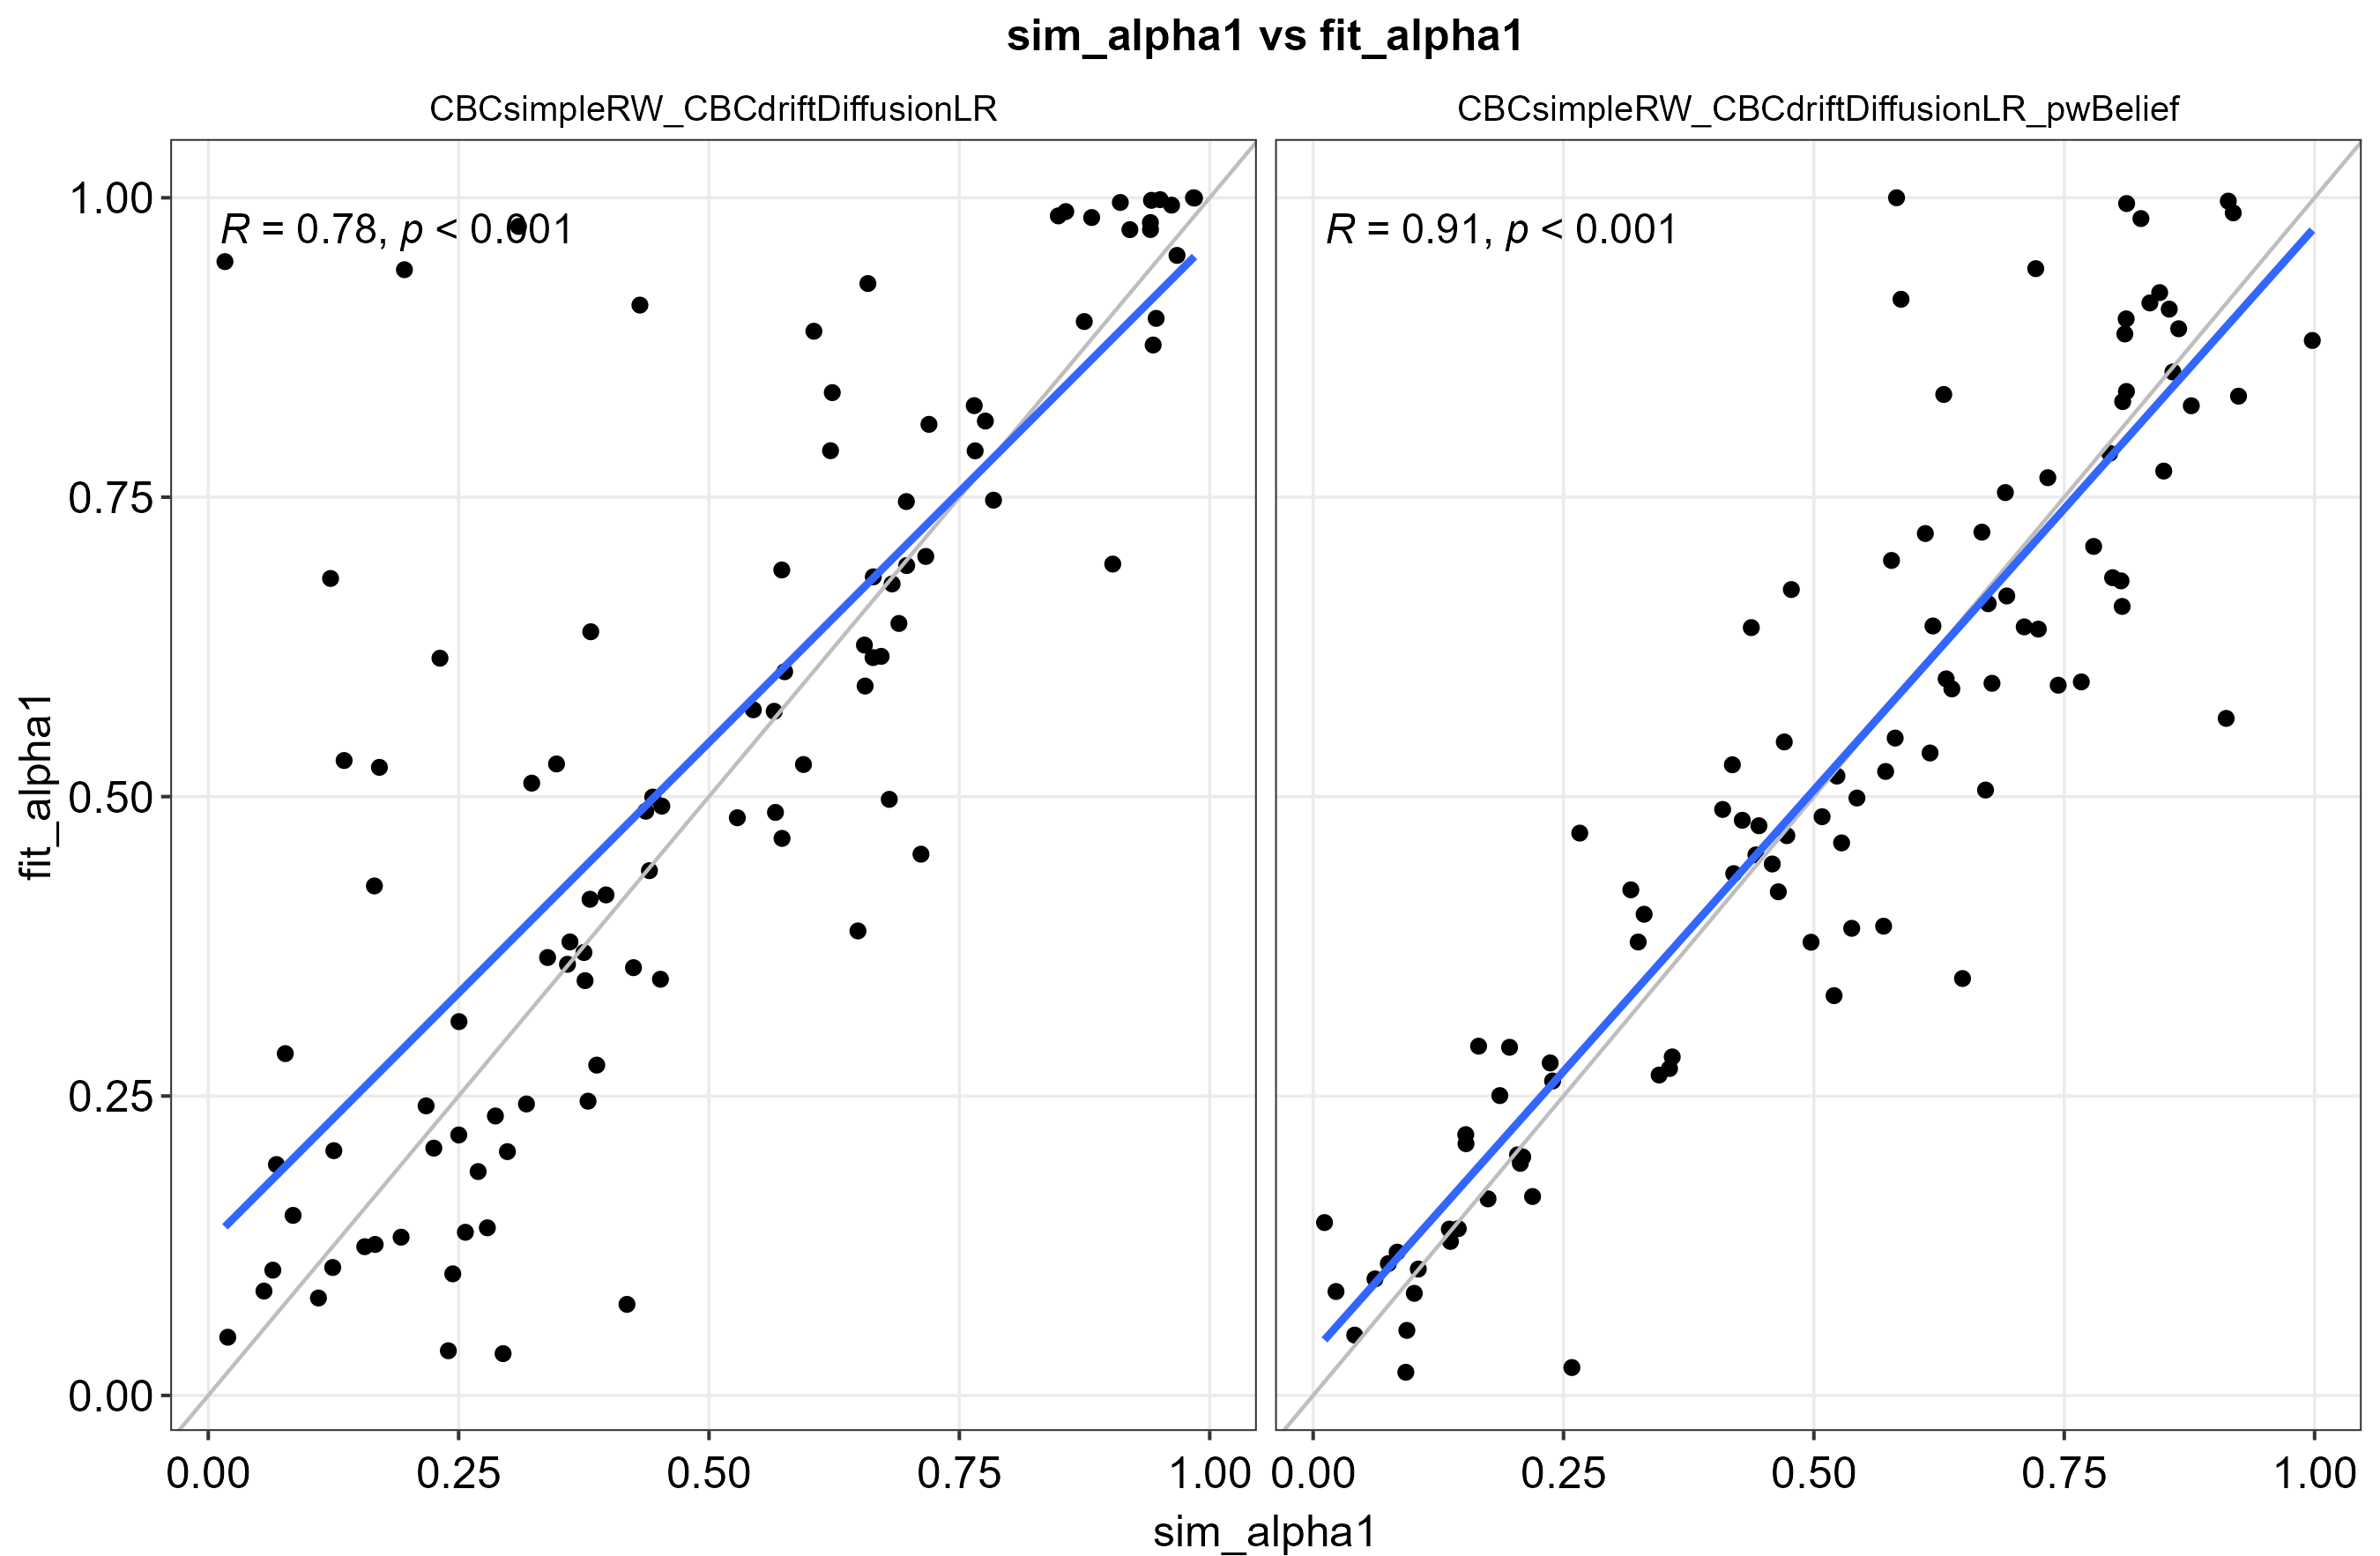 sim_alpha1 vs fit_alpha1
CBCsimpleRW_CBCdriftDiffusionLR
CBCsimpleRW_CBCdriftDiffusionLR_pwBelief
R = 0.78, p < 0.001
R = 0.91, p < 0.001
1.00
0.75
0.50
0.25
0.00
fit_alpha1
0.00 0.25 0.50 0.75 1.00
0.00 0.25 0.50 0.75 1.00
sim_alpha1